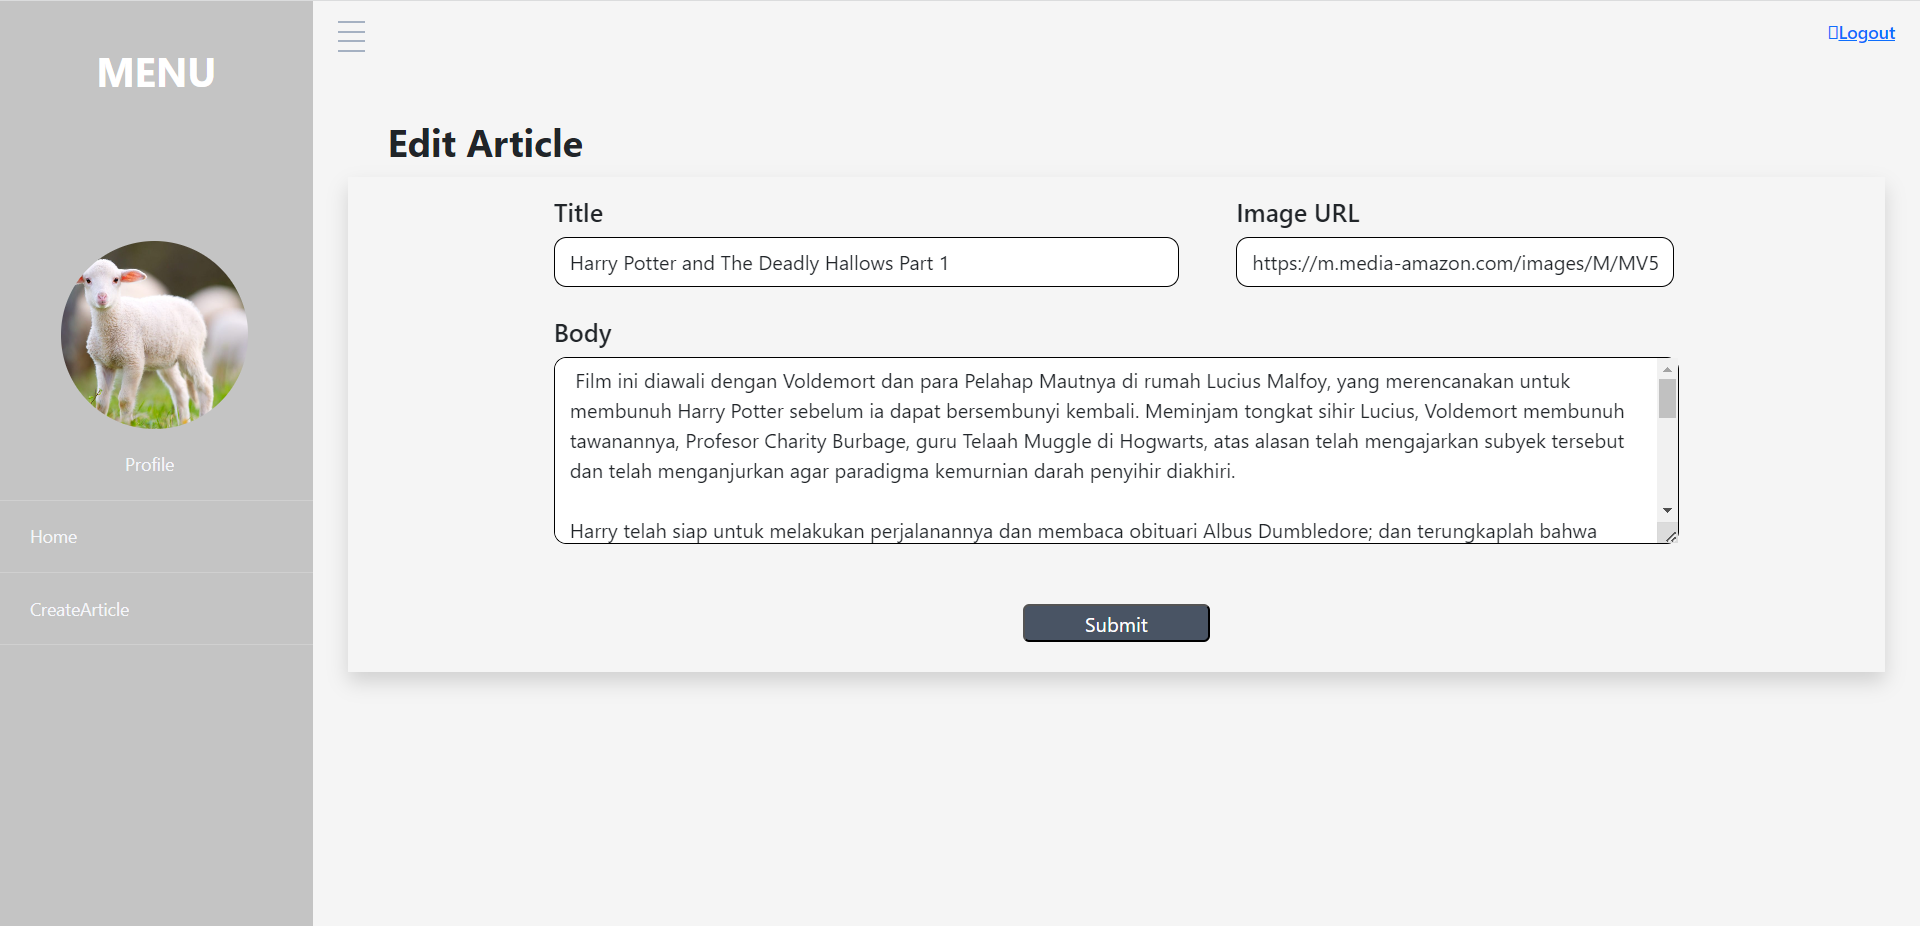 MENU
Profile
Home
CreateArticle
Logout
Edit Article
Title
Harry Potter and The Deadly Hallows Part 1
Image URL
https://m.media-amazon.com/images/M/MV5
Body
Film ini diawali dengan Voldemort dan para Pelahap Mautnya di rumah Lucius Malfoy, yang merencanakan untuk
membunuh Harry Potter sebelum ia dapat bersembunyi kembali. Meminjam tongkat sihir Lucius, Voldemort membunuh
tawanannya, Profesor Charity Burbage, guru Telaah Muggle di Hogwarts, atas alasan telah mengajarkan subyek tersebut
dan telah menganjurkan agar paradigma kemurnian darah penyihir diakhiri.
Harry telah siap untuk melakukan perjalanannya dan membaca obituari Albus Dumbledore; dan terungkaplah bahwa
Submit